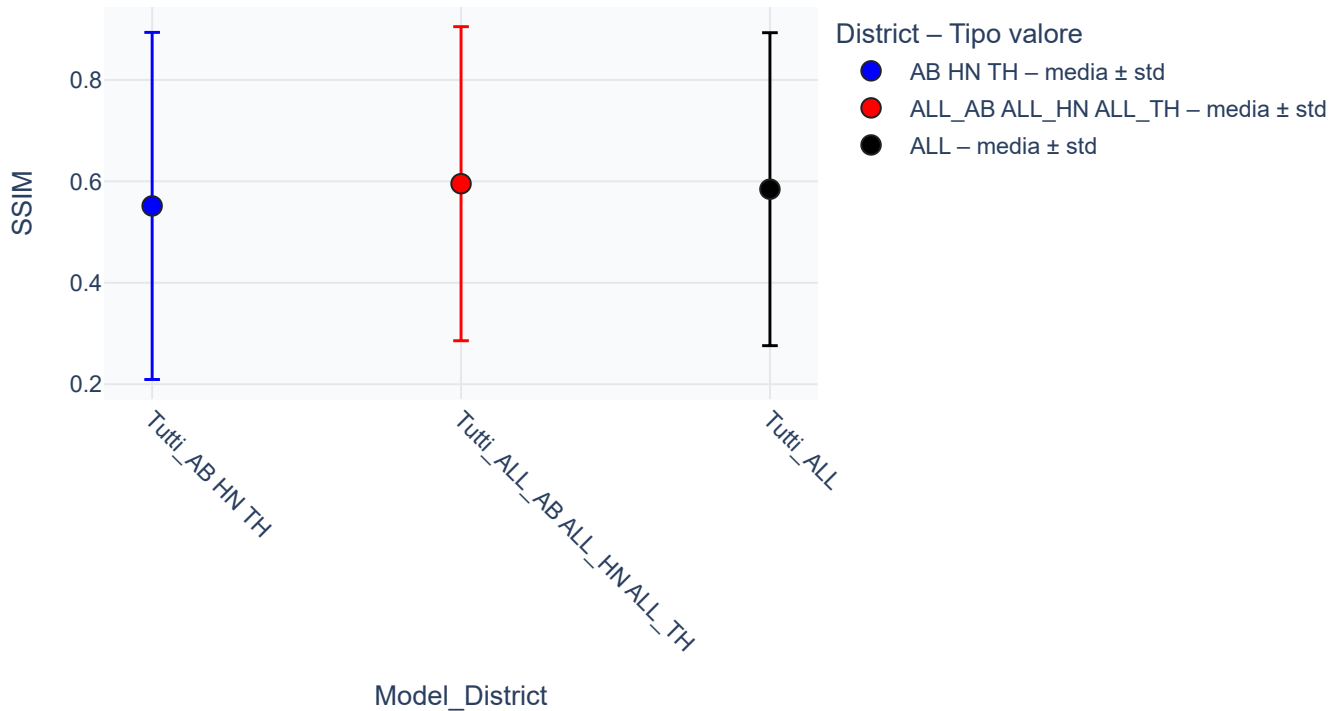 District – Tipo valore
AB HN TH – media ± std
ALL_AB ALL_HN ALL_TH – media ± std
ALL – media ± std
SSIM
0.8
0.6
0.4
0.2
Tutti_AB HN TH
Tutti_ALL_AB ALL_HN ALL_TH
Tutti_ALL
Model_District